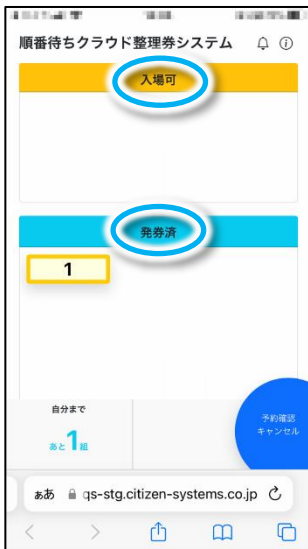 順番待ちクラウド整理券システム
入場可
発券済
1
自分まで
あと1組
予約確認
キャンセル
ああ qs-stg.citizen-systems.co.jp